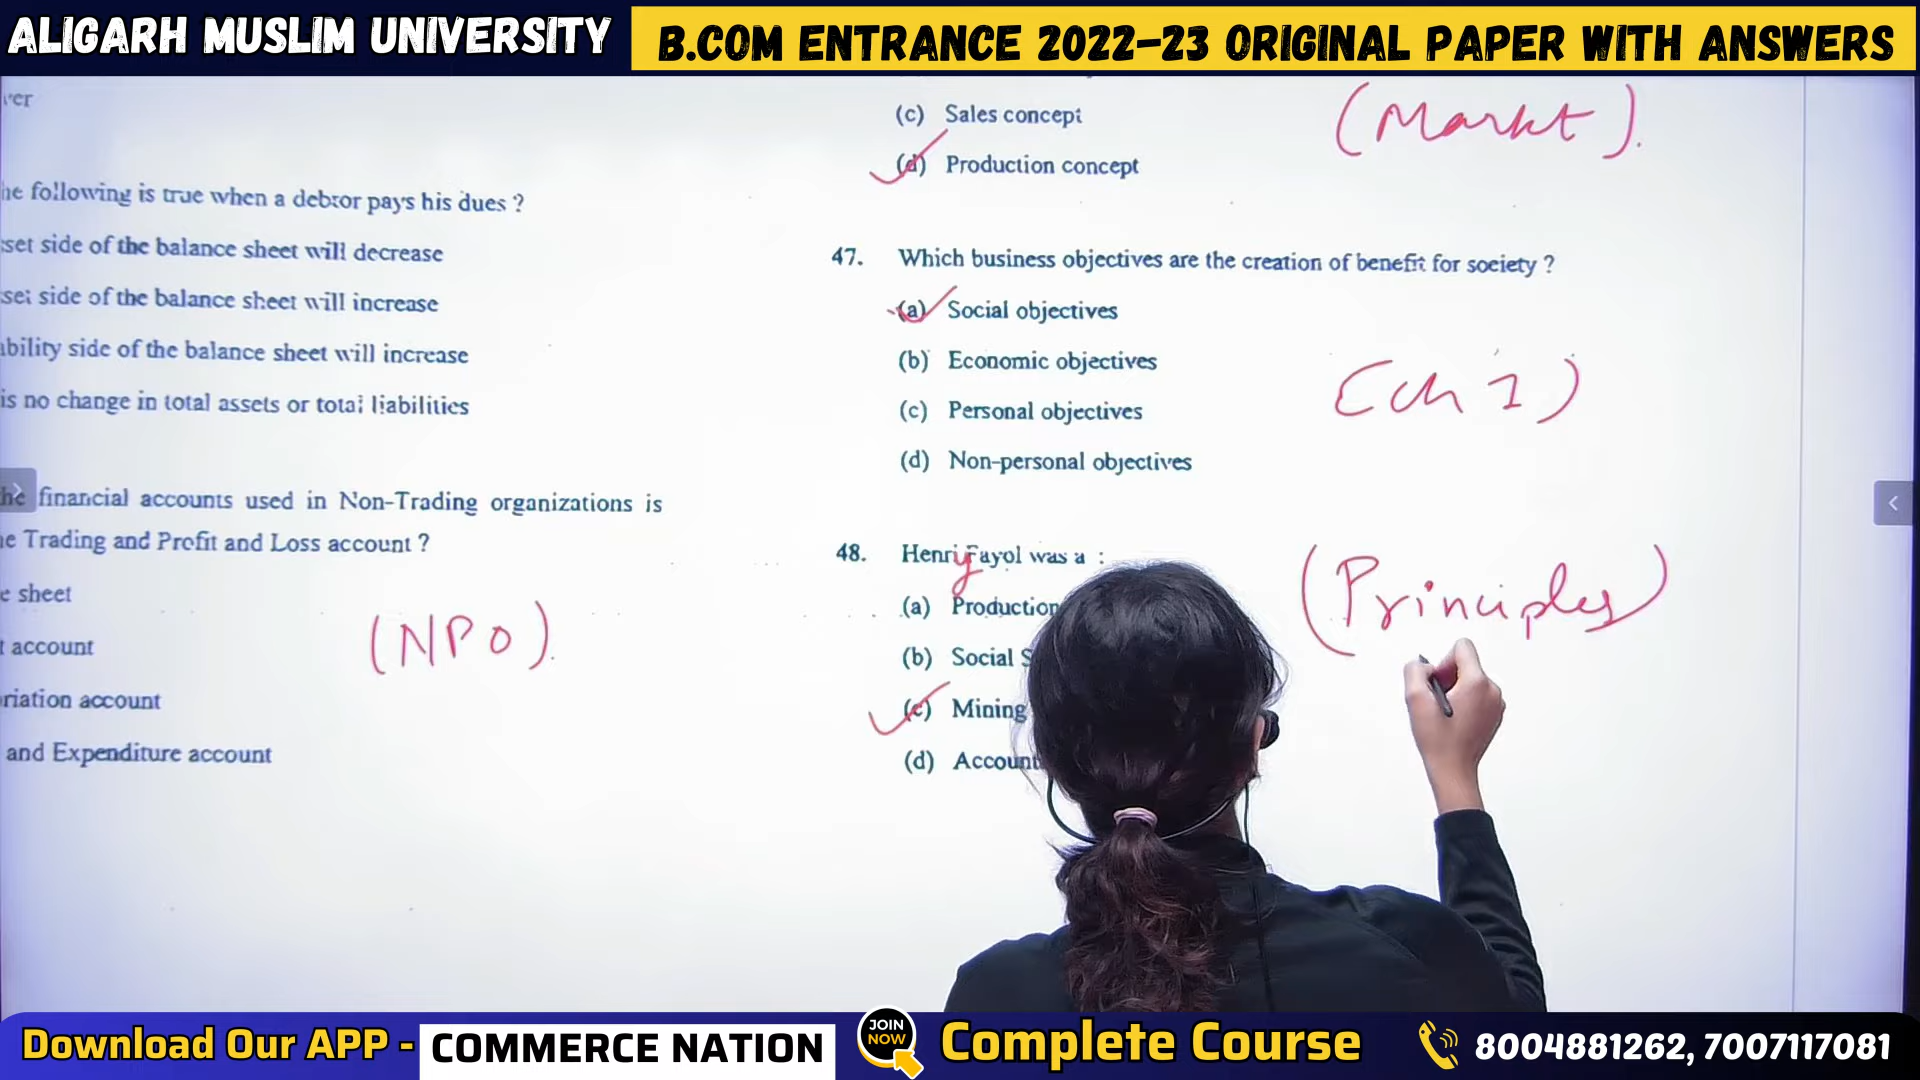 ALIGARH MUSLIM UNIVERSITY
B.COM ENTRANCE 2022-23 ORIGINAL PAPER WITH ANSWERS
ver
he following is true when a debtor pays his dues ?
sset side of the balance sheet will decrease
sset side of the balance sheet will increase
ability side of the balance sheet will increase
is no change in total assets or total liabilities
he financial accounts used in Non-Trading organizations is
he Trading and Profit and Loss account ?
e sheet
t account
riation account
and Expenditure account
(NPO).
(c) Sales concept
(d) Production concept
(Markt).
47. Which business objectives are the creation of benefit for society ?
(a) Social objectives
(b) Economic objectives
(c) Personal objectives
(d) Non-personal objectives
(Ch 1)
48. Henri Fayol was a :
y
(a) Production
(b) Social S
(c) Mining
(d) Account
(Principles)
Download Our APP - COMMERCE NATION
JOIN NOW
Complete Course
8004881262, 7007117081